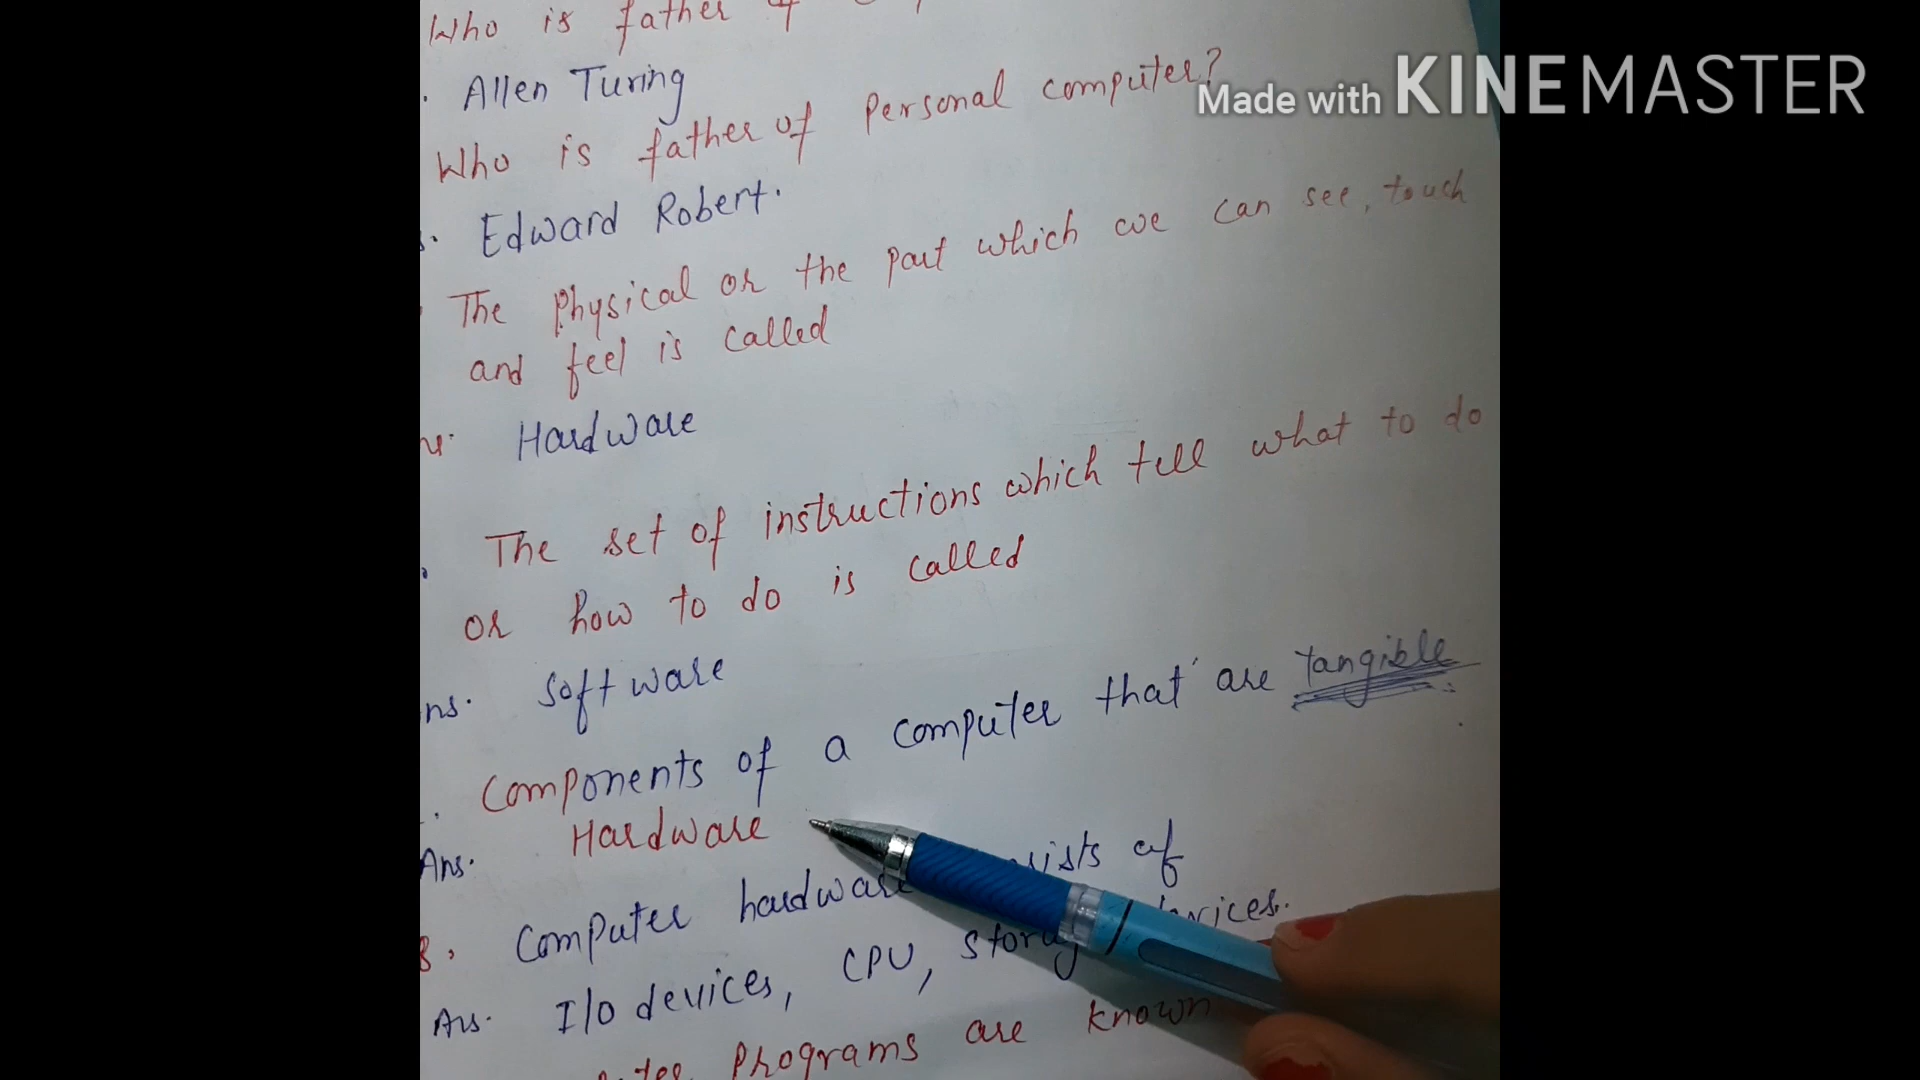 Who is father of
Allen Turing
Who is father of Personal computer?
Edward Robert.
The Physical or the part which we can see, touch
and feel is called
Hardware
The set of instructions which tell what to do
or how to do is called
ns. Software
Components of a computer that are Tangible
Ans. Hardware
8. Computer hardware
of
Ans. I/O devices, CPU,
Programs are known
Made with KINEMASTER